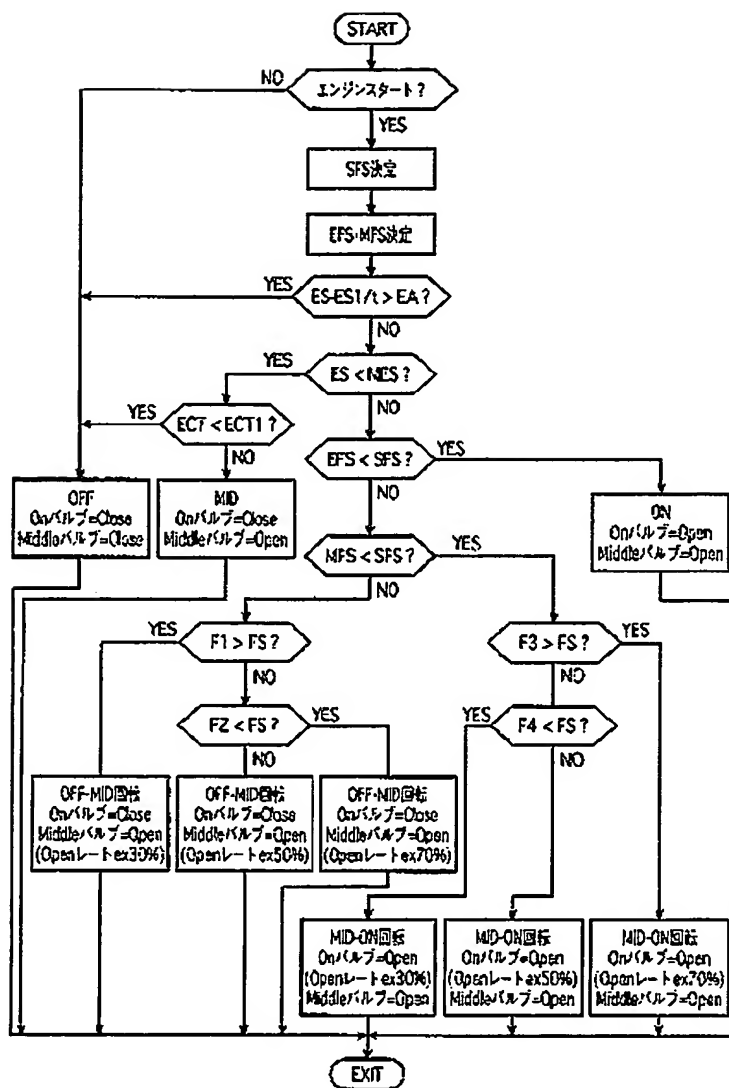 START
NO
エンジンスタート？
YES
SFS決定
EFS・MFS決定
YES
ES-ES1/t > EA？
NO
YES
ES < MES？
NO
YES
ECT < ECT1？
NO
EFS < SFS？
YES
NO
OFF
Onバルブ=Close
Middleバルブ=Close
MID
Onバルブ=Close
Middleバルブ=Open
ON
Onバルブ=Open
Middleバルブ=Open
MFS < SFS？
YES
NO
YES
F1 > FS？
NO
F3 > FS？
YES
NO
F2 < FS？
YES
NO
YES
F4 < FS？
NO
OFF-MID回転
Onバルブ=Close
Middleバルブ=Open
(Openレートex30%)
OFF-MID回転
Onバルブ=Close
Middleバルブ=Open
(Openレートex50%)
OFF-MID回転
Onバルブ=Close
Middleバルブ=Open
(Openレートex70%)
MID-ON回転
Onバルブ=Open
(Openレートex30%)
Middleバルブ=Open
MID-ON回転
Onバルブ=Open
(Openレートex50%)
Middleバルブ=Open
MID-ON回転
Onバルブ=Open
(Openレートex70%)
Middleバルブ=Open
EXIT